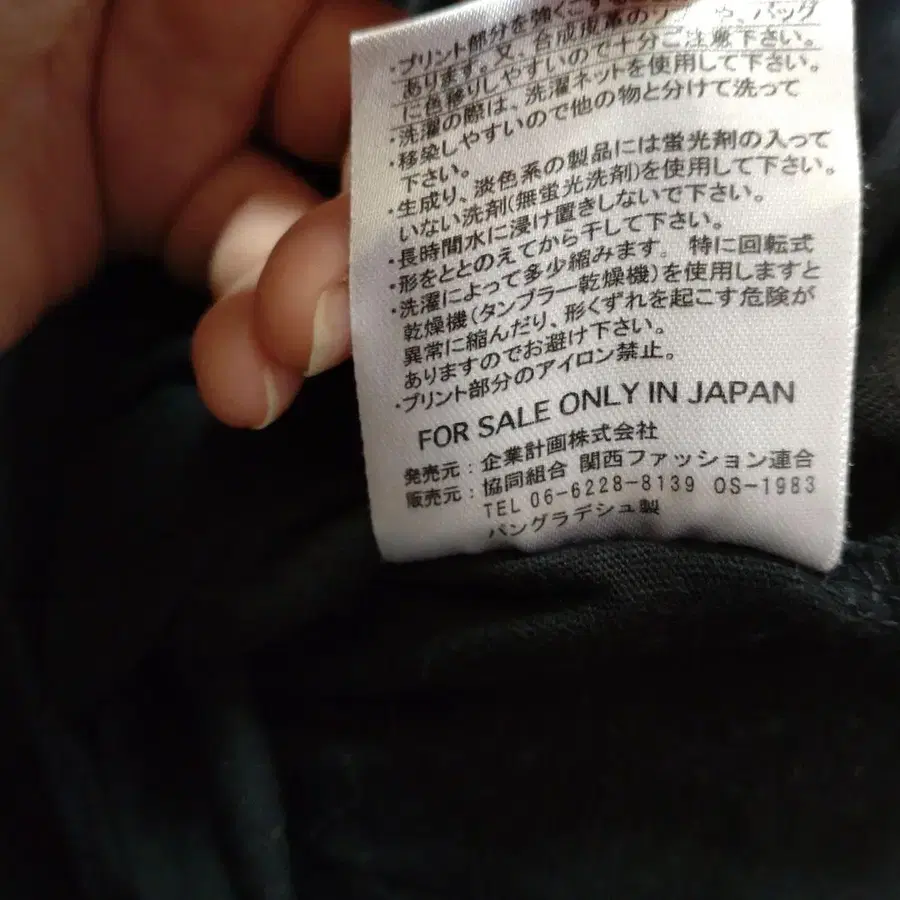 ・プリント部分を強くこする
あります。又、合成皮革のソファや、バッグ
に色移りしやすいので十分ご注意下さい。
・洗濯の際は、洗濯ネットを使用して下さい。
・移染しやすいので他の物と分けて洗って
下さい。
・生成り、淡色系の製品には蛍光剤の入って
いない洗剤(無蛍光洗剤)を使用して下さい。
・長時間水に浸け置きしないで下さい。
・形をととのえてから干して下さい。
・洗濯によって多少縮みます。特に回転式
乾燥機(タンブラー乾燥機)を使用しますと
異常に縮んだり、形くずれを起こす危険が
ありますのでお避け下さい。
・プリント部分のアイロン禁止。
FOR SALE ONLY IN JAPAN
発売元：企業計画株式会社
販売元：協同組合 関西ファッション連合
TEL 06-6228-8139 OS-1983
バングラデシュ製